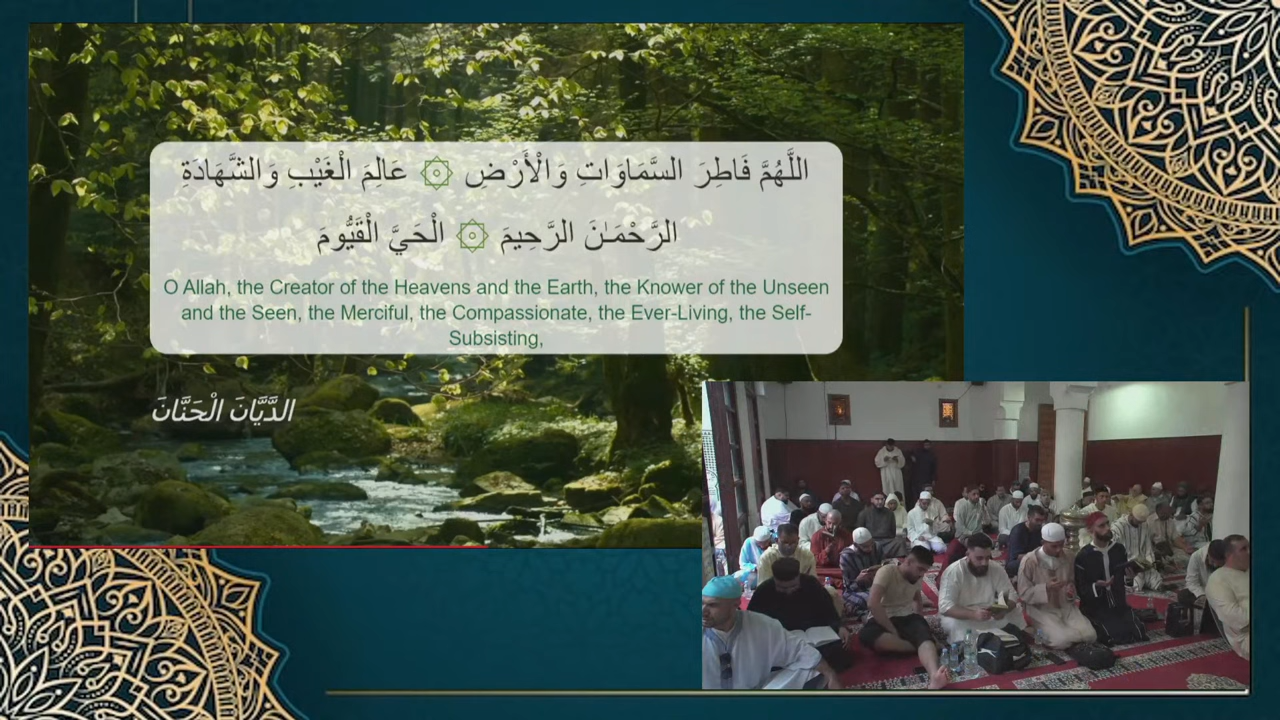 اللَّهُمَّ فَاطِرَ السَّمَاوَاتِ وَالْأَرْضِ ۞ عَالِمَ الْغَيْبِ وَالشَّهَادَةِ
الرَّحْمَـٰنَ الرَّحِيمَ ۞ الْحَيَّ الْقَيُّومَ
O Allah, the Creator of the Heavens and the Earth, the Knower of the Unseen
and the Seen, the Merciful, the Compassionate, the Ever-Living, the Self-
Subsisting,
الدَّيَّانَ الْحَنَّانَ